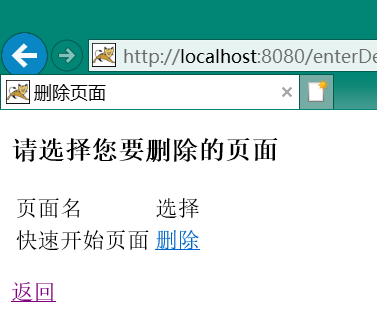 http://localhost:8080/enterDe
删除页面
请选择您要删除的页面
页面名 选择
快速开始页面 删除
返回